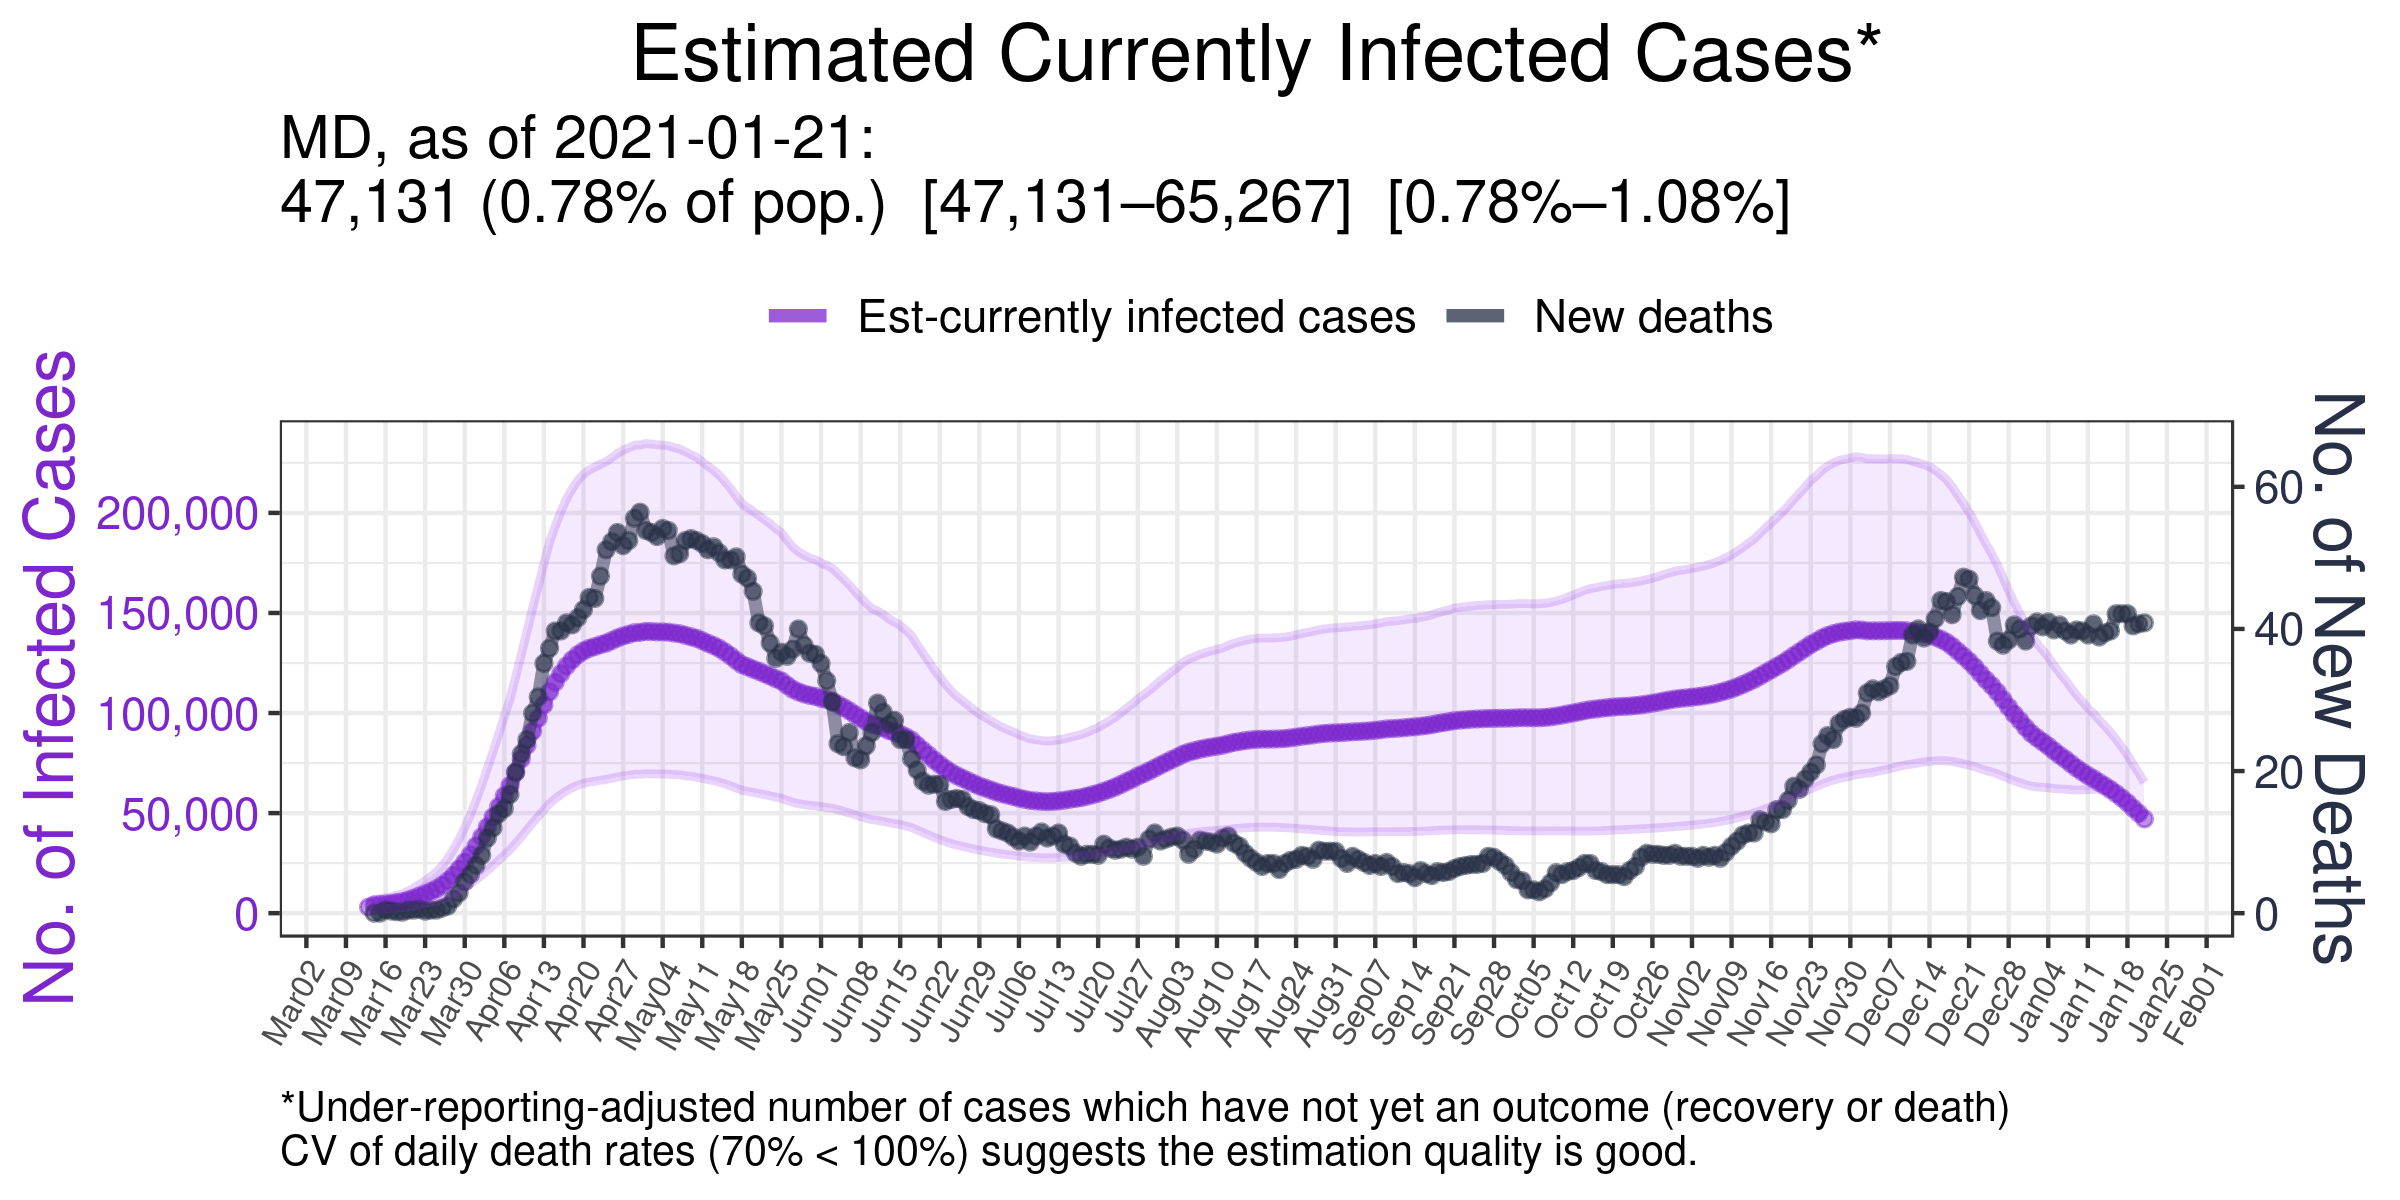 Estimated Currently Infected Cases*
MD, as of 2021-01-21:
47,131 (0.78% of pop.)  [47,131–65,267]  [0.78%–1.08%]
Est-currently infected cases
New deaths
No. of Infected Cases
200,000
150,000
100,000
50,000
0
60
40
20
0
No. of New Deaths
Mar02
Mar09
Mar16
Mar23
Mar30
Apr06
Apr13
Apr20
Apr27
May04
May11
May18
May25
Jun01
Jun08
Jun15
Jun22
Jun29
Jul06
Jul13
Jul20
Jul27
Aug03
Aug10
Aug17
Aug24
Aug31
Sep07
Sep14
Sep21
Sep28
Oct05
Oct12
Oct19
Oct26
Nov02
Nov09
Nov16
Nov23
Nov30
Dec07
Dec14
Dec21
Dec28
Jan04
Jan11
Jan18
Jan25
Feb01
*Under-reporting-adjusted number of cases which have not yet an outcome (recovery or death)
CV of daily death rates (70% < 100%) suggests the estimation quality is good.